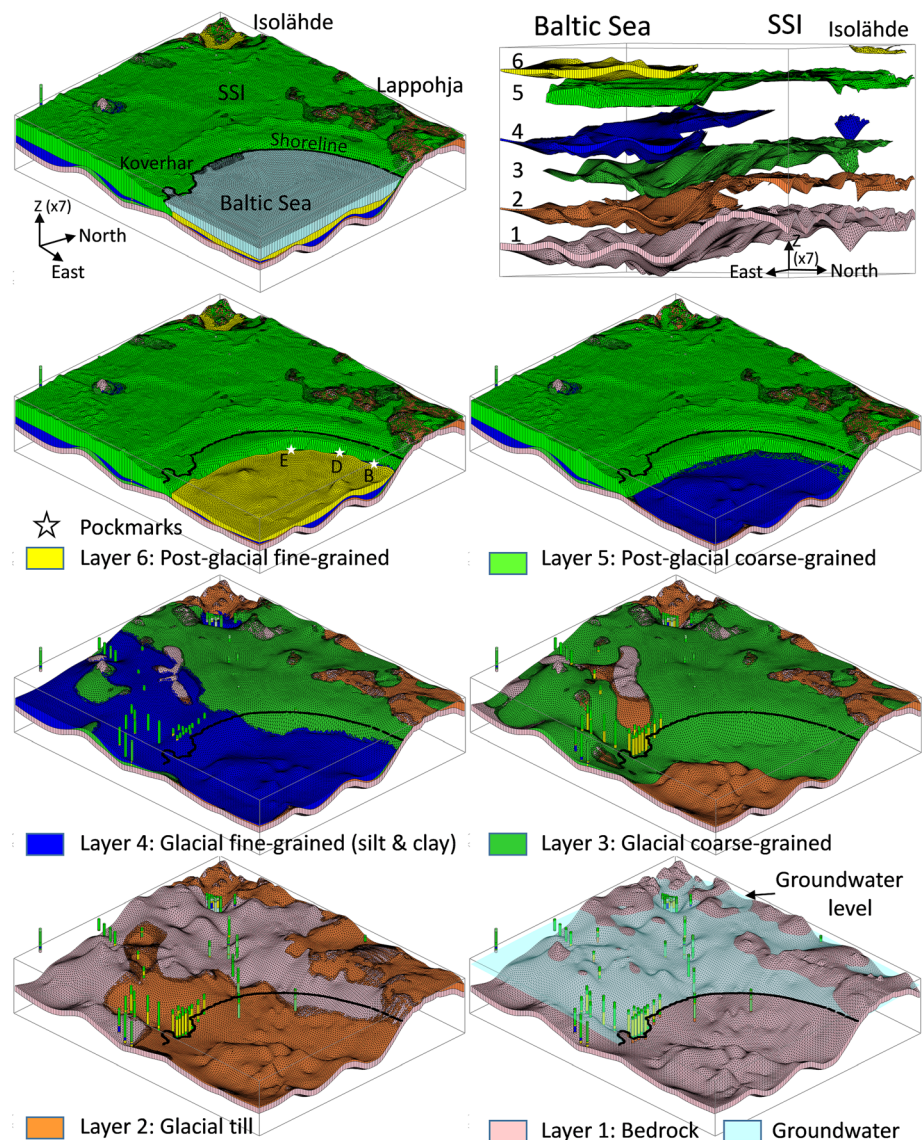 Isolähde
SSI
Lappohja
Koverhar
Shoreline
Baltic Sea
Z (x7)
North
East
Baltic Sea
SSI
Isolähde
6
5
4
3
2
1
Z
(x7)
East
North
E
D
B
Pockmarks
Layer 6: Post-glacial fine-grained
Layer 5: Post-glacial coarse-grained
Layer 4: Glacial fine-grained (silt & clay)
Layer 3: Glacial coarse-grained
Groundwater
level
Layer 2: Glacial till
Layer 1: Bedrock
Groundwater